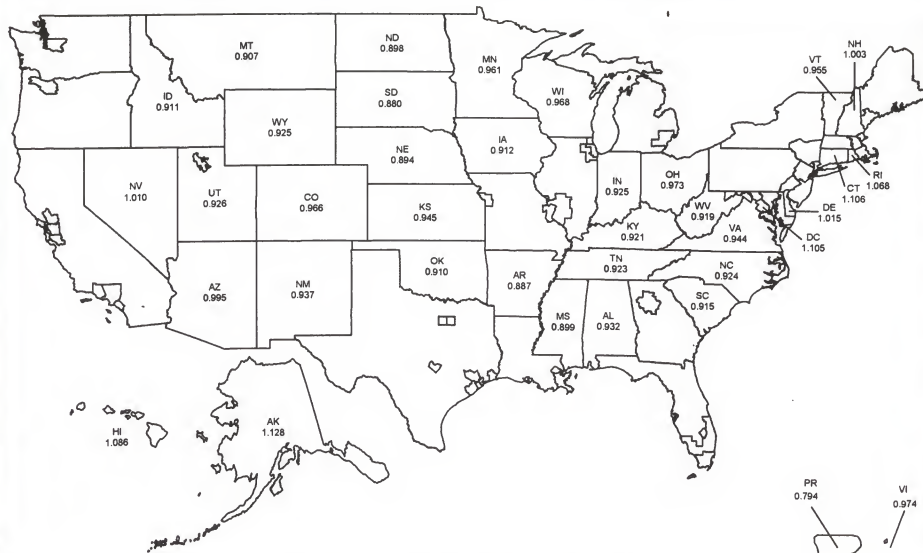 NH
1.003
VT
0.955
MT
0.907
ND
0.898
MN
0.961
ID
0.911
SD
0.880
WI
0.968
WY
0.925
NE
0.894
IA
0.912
NV
1.010
UT
0.926
CO
0.966
KS
0.945
IN
0.925
OH
0.973
WV
0.919
KY
0.921
VA
0.944
RI
1.068
CT
1.106
DE
1.015
DC
1.105
AZ
0.995
NM
0.937
OK
0.910
AR
0.887
TN
0.923
NC
0.924
SC
0.915
MS
0.899
AL
0.932
HI
1.086
AK
1.128
PR
0.794
VI
0.974